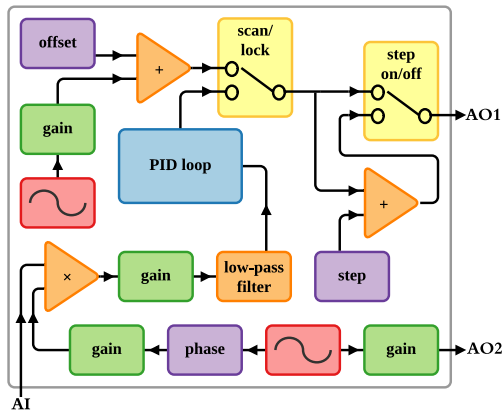 offset
scan/
lock
step
on/off
+
gain
AO1
PID loop
+
×
gain
low-pass
filter
step
gain
phase
gain
AO2
AI